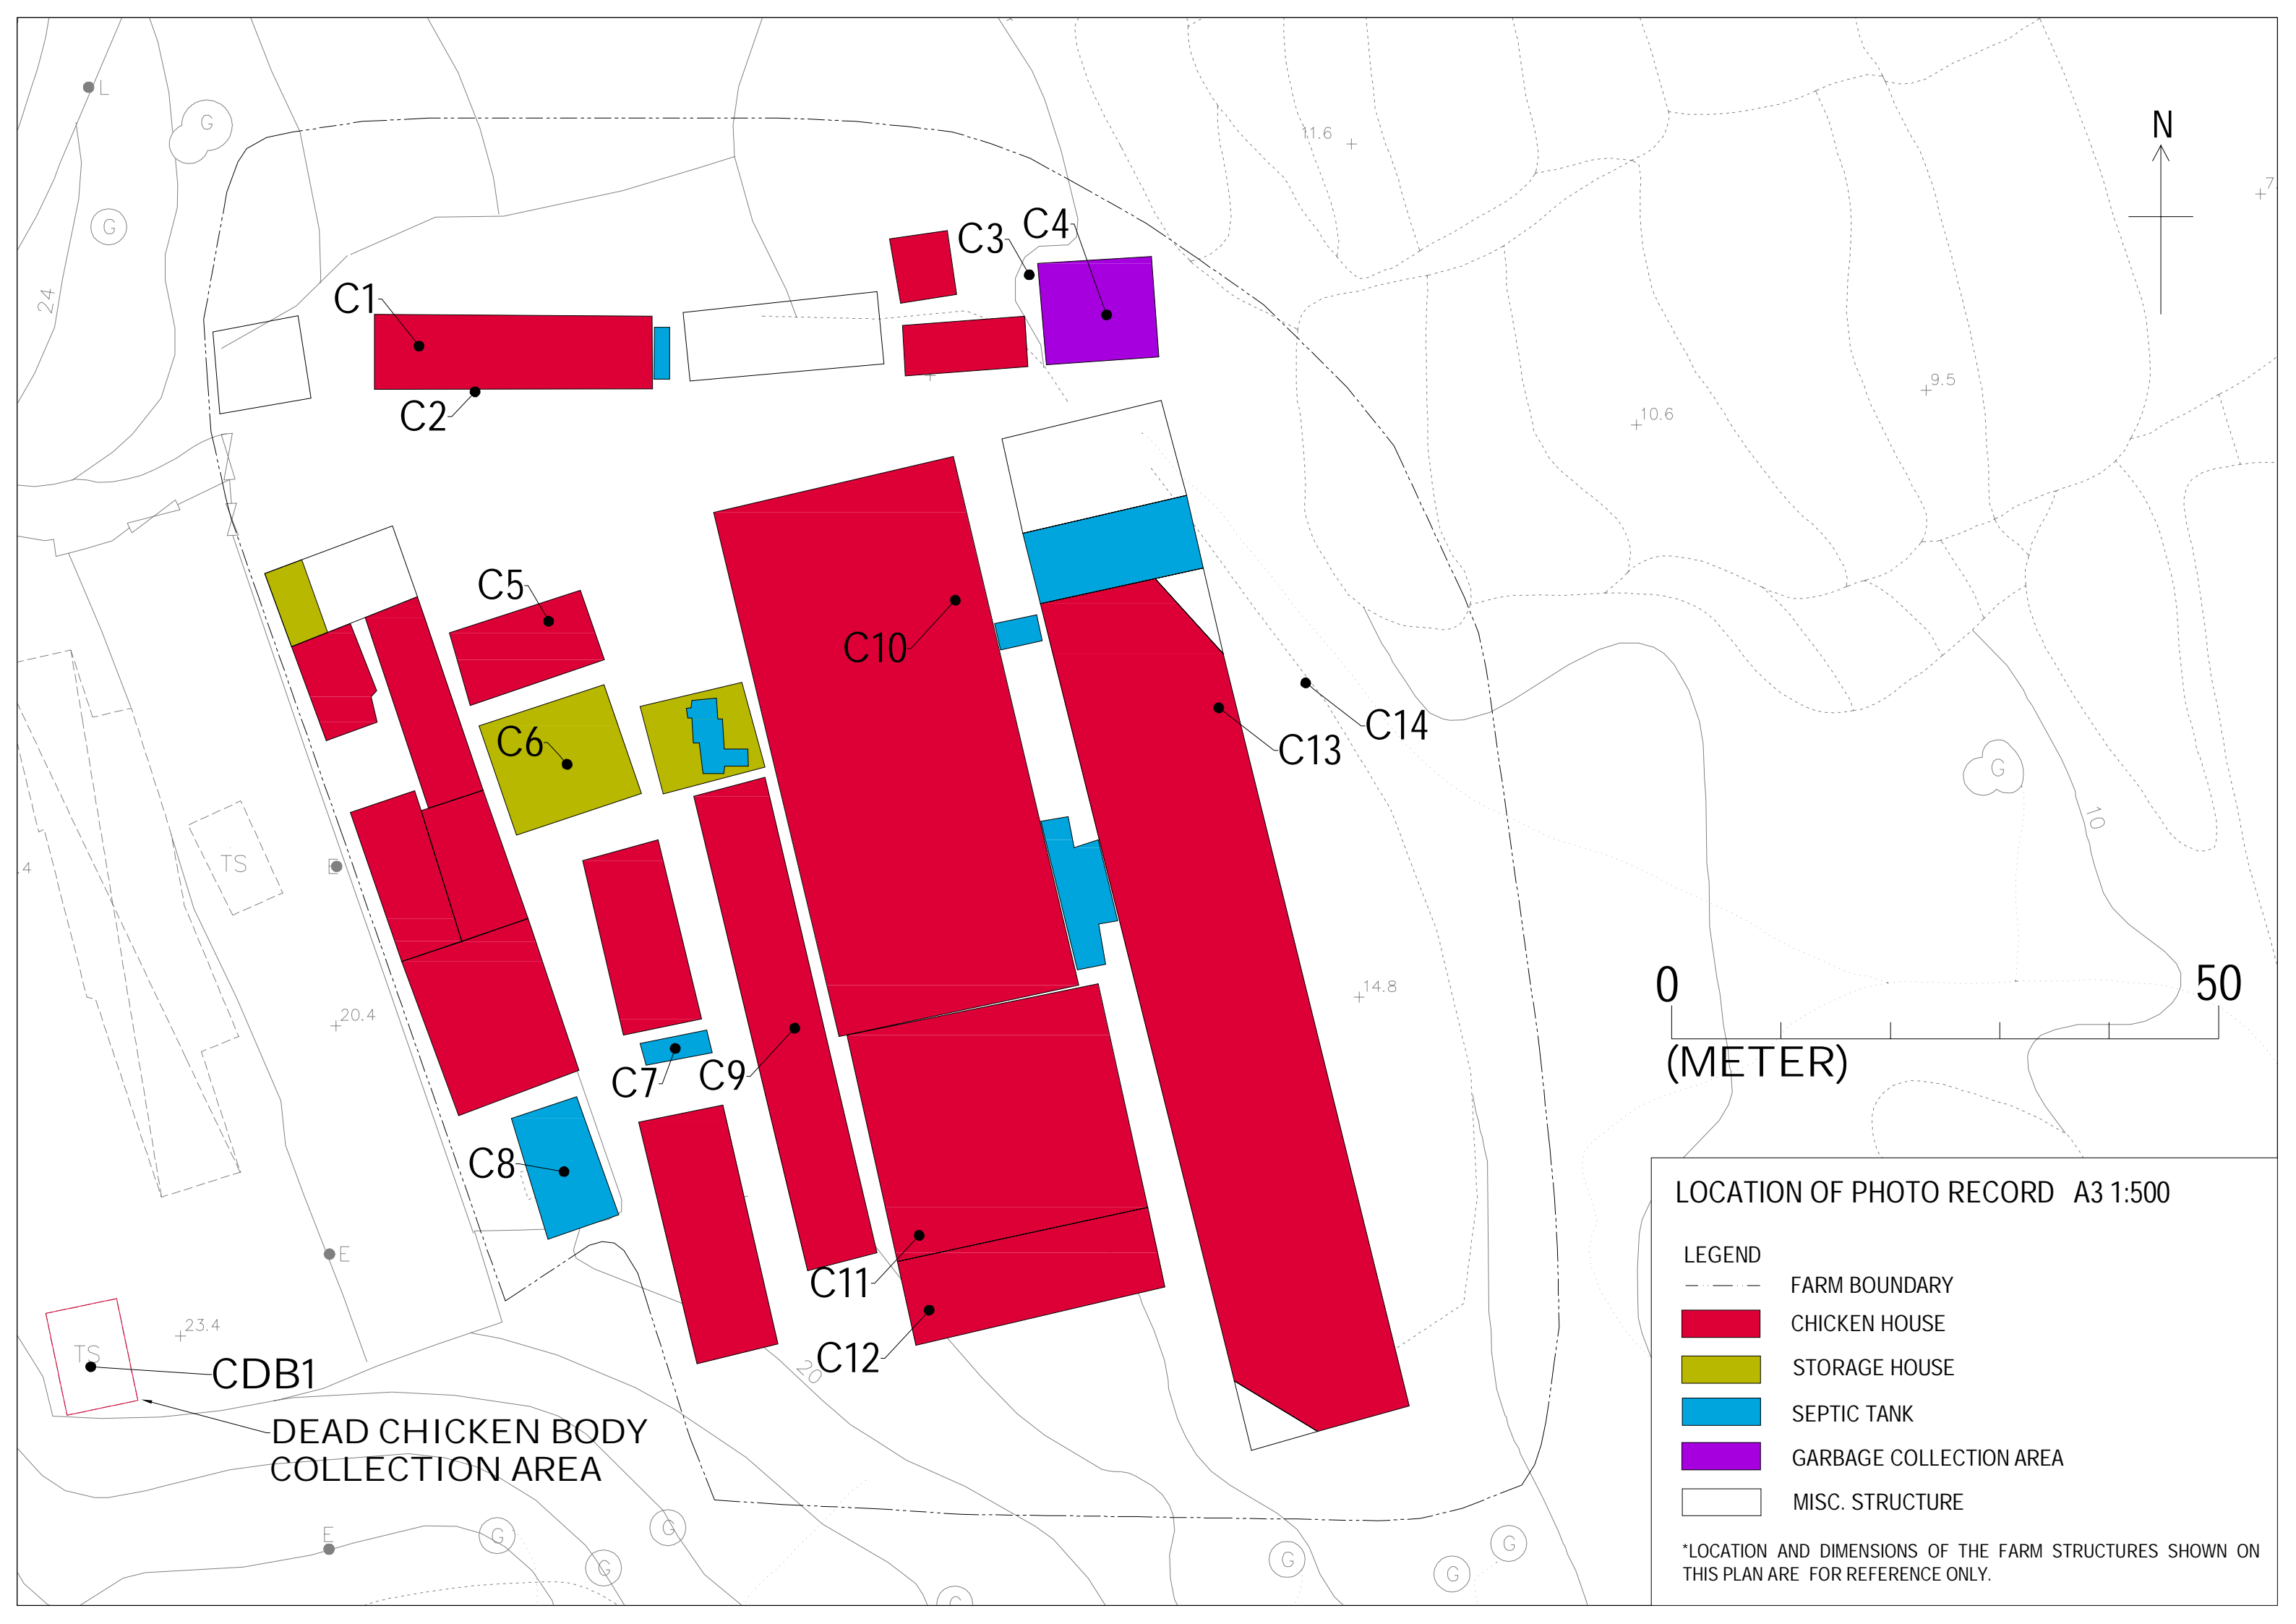 L
G
G
24
11.6
N
7.
C3
C4
C1
C2
9.5
10.6
C5
C10
C6
C14
C13
G
10
TS
E
.4
20.4
14.8
0
50
(METER)
C7
C9
C8
E
C11
C12
20
23.4
TS
CDB1
DEAD CHICKEN BODY
COLLECTION AREA
E
G
G
G
G
G
G
G
LOCATION OF PHOTO RECORD A3 1:500
LEGEND
FARM BOUNDARY
CHICKEN HOUSE
STORAGE HOUSE
SEPTIC TANK
GARBAGE COLLECTION AREA
MISC. STRUCTURE
*LOCATION AND DIMENSIONS OF THE FARM STRUCTURES SHOWN ON
THIS PLAN ARE FOR REFERENCE ONLY.